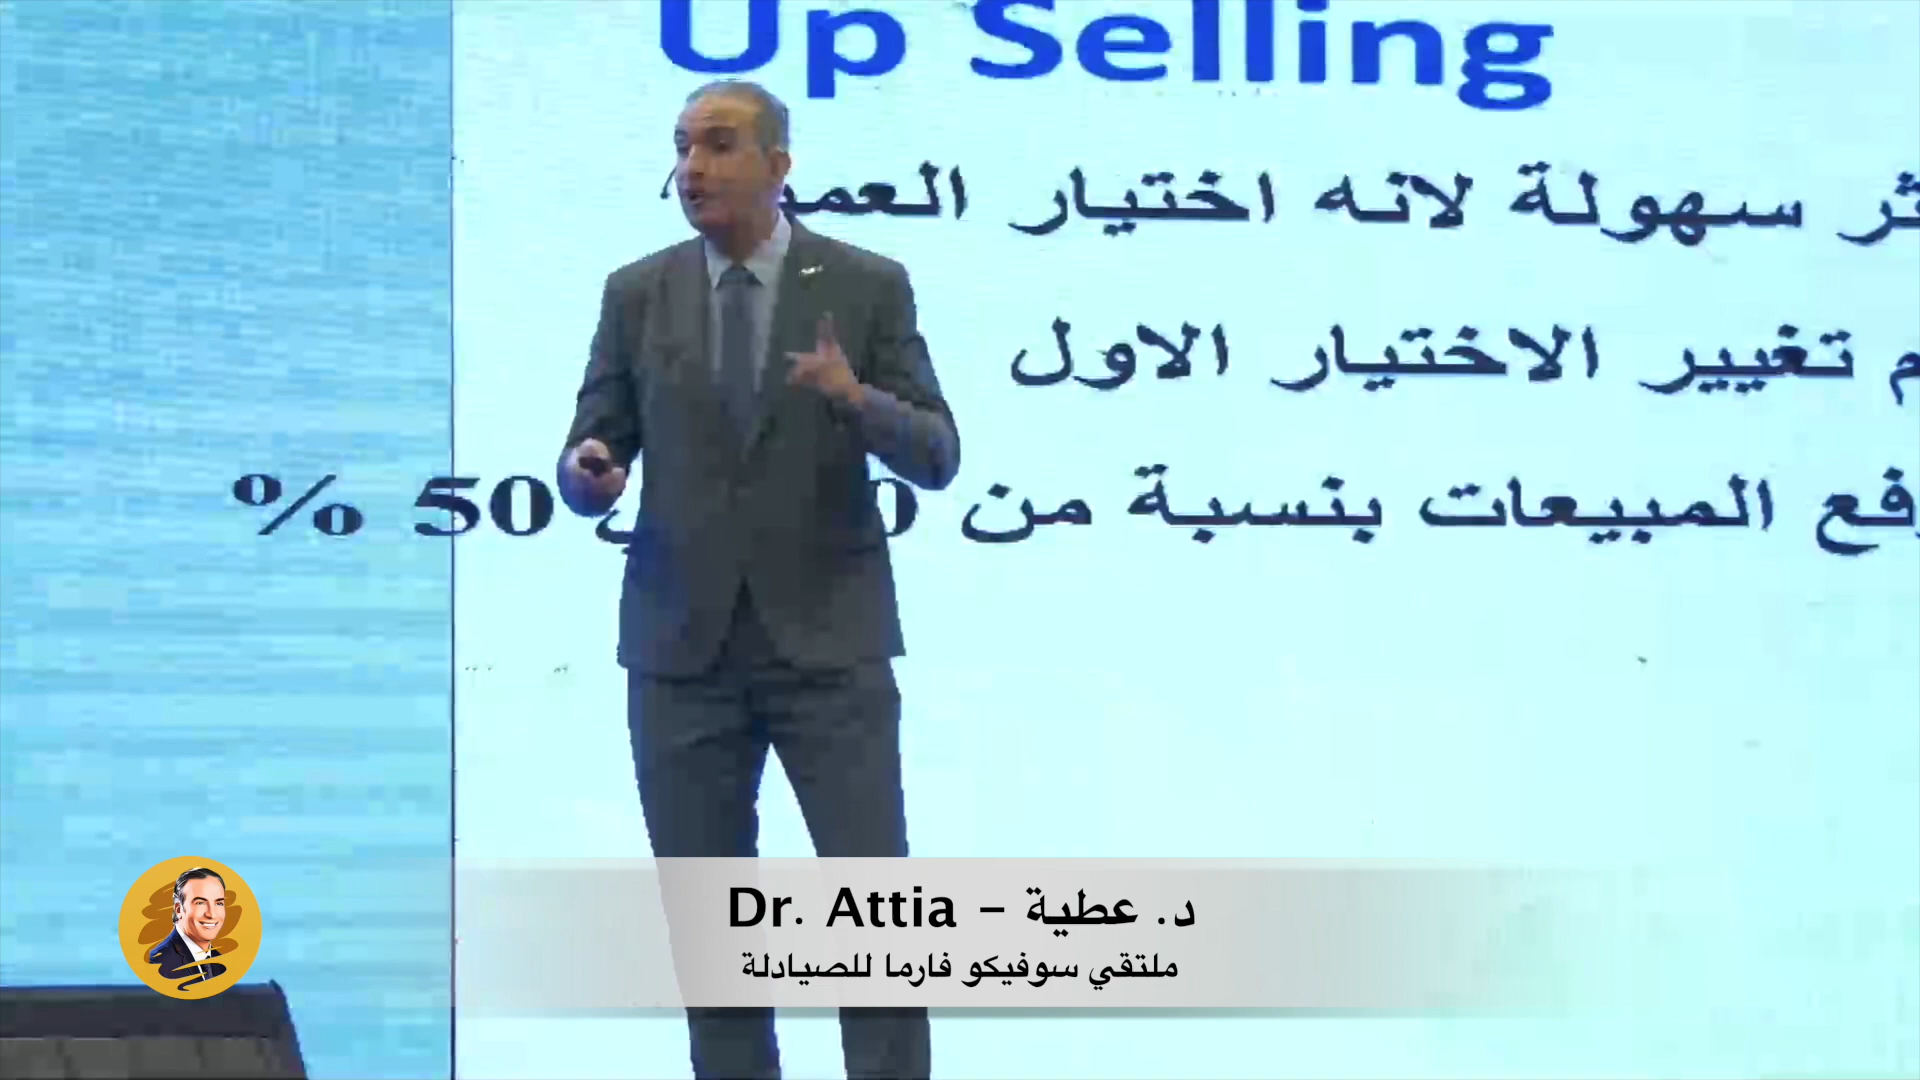 Up Selling
سهولة لانه اختيار
تغيير الاختيار الاول
المبيعات بنسبة من 50 %
د. عطية - Dr. Attia
ملتقي سوفيكو فارما للصيادلة